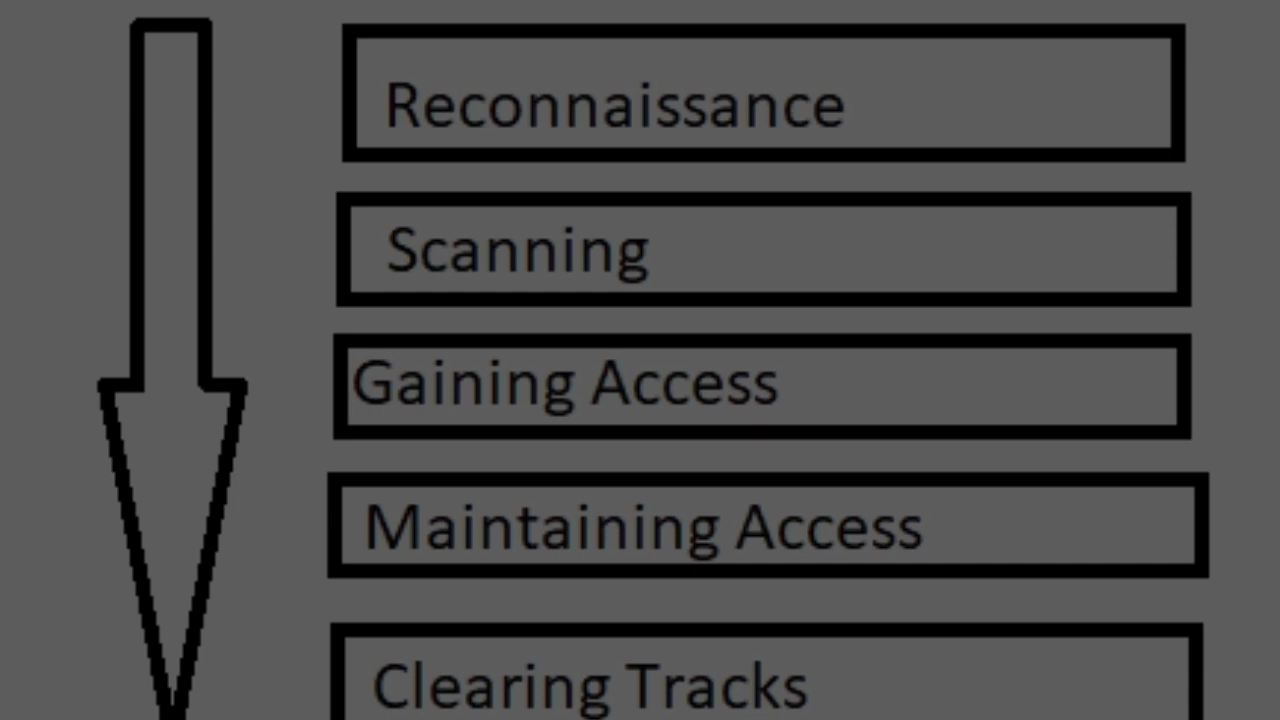 Reconnaissance
Scanning
Gaining Access
Maintaining Access
Clearing Tracks